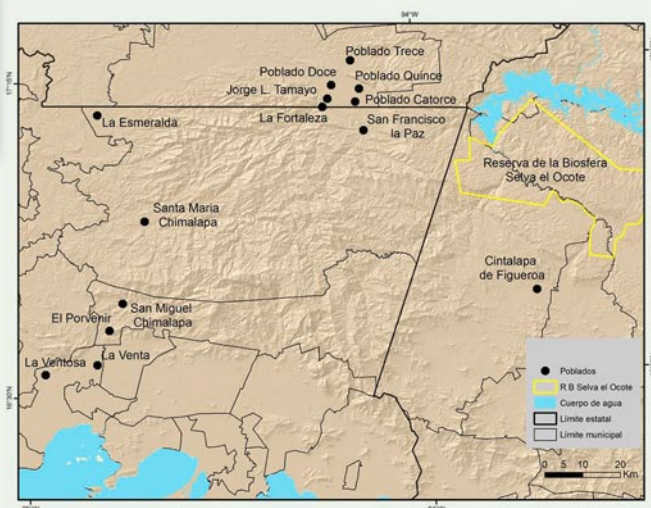 94°W
Poblado Trece
17°15'N
Poblado Doce
Poblado Quince
Jorge L. Tamayo
Poblado Catorce
La Esmeralda
La Fortaleza
San Francisco
la Paz
Reserva de la Biosfera
Selva el Ocote
Santa Maria
Chimalapa
Cintalapa
de Figueroa
San Miguel
Chimalapa
El Porvenir
La Venta
La Ventosa
Poblados
R B Selva el Ocote
Cuerpo de agua
Límite estatal
Límite municipal
16°30'N
0 5 10 20
Km